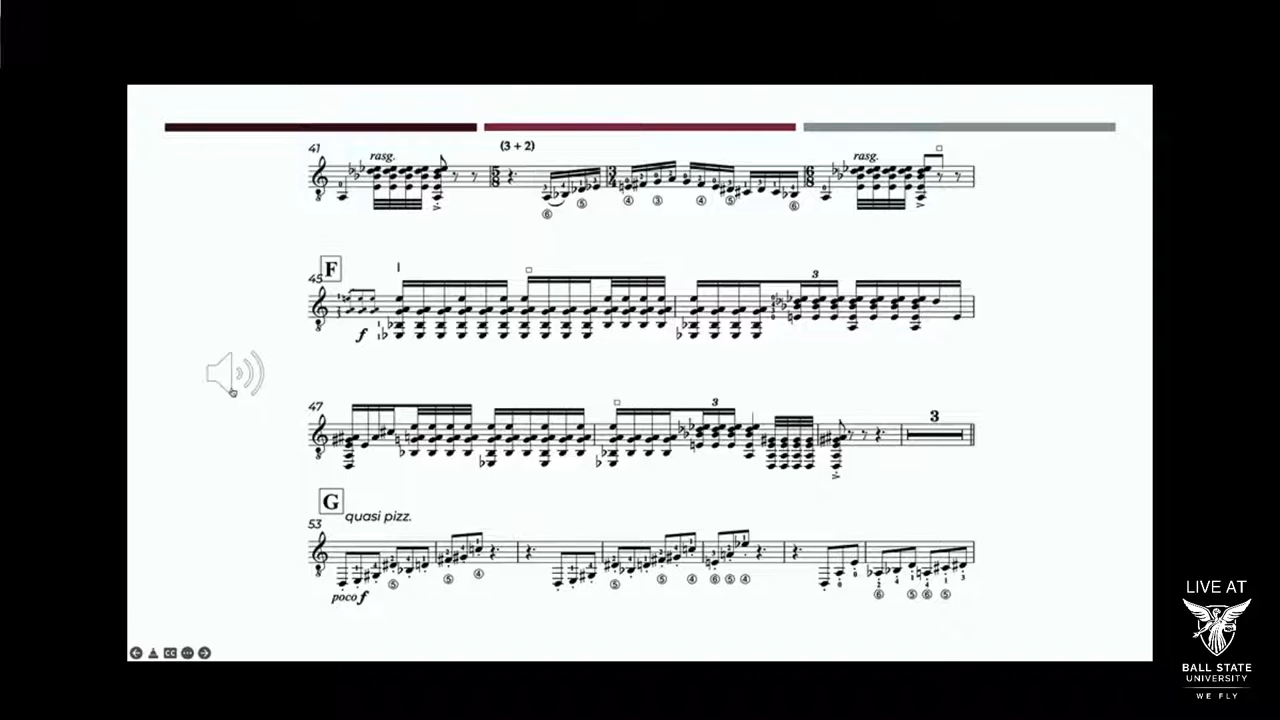 41
rasg.
(3 + 2)
rasg.
F
45
f
3
47
3
3
G
53
quasi pizz.
poco f
CC
LIVE AT
BALL STATE
UNIVERSITY
WE FLY